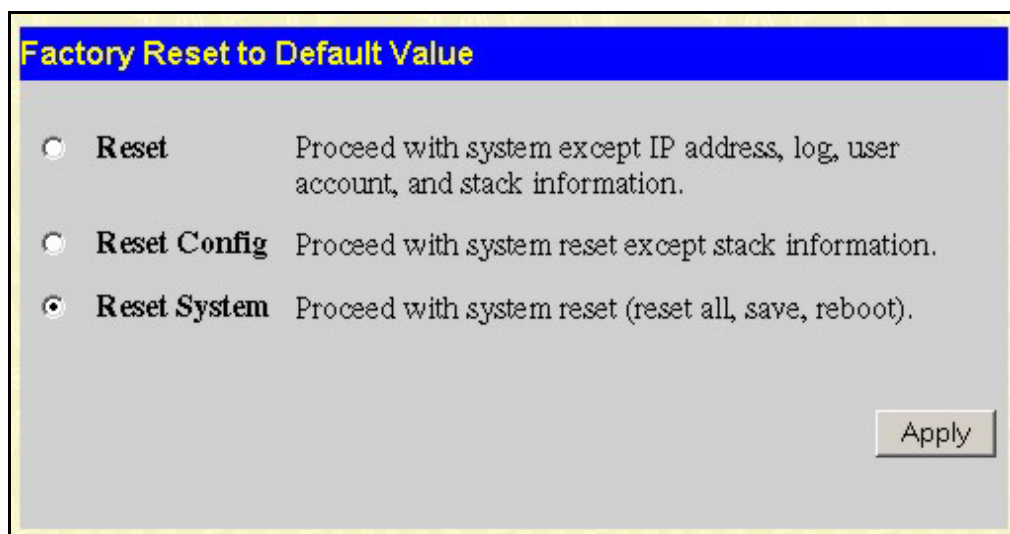 Factory Reset to Default Value
Reset Proceed with system except IP address, log, user
account, and stack information.
Reset Config Proceed with system reset except stack information.
Reset System Proceed with system reset (reset all, save, reboot).
Apply